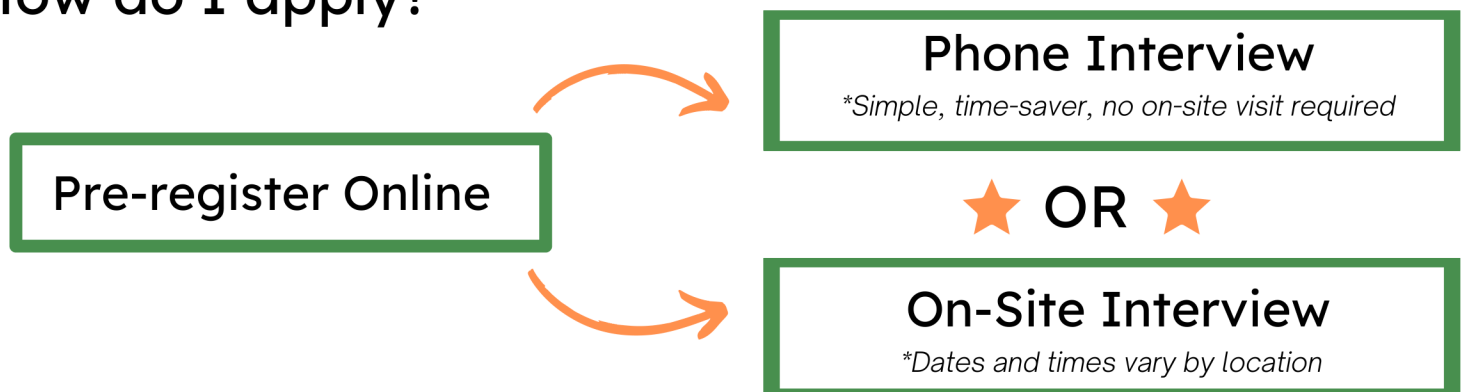 How do I apply?
Pre-register Online
Phone Interview
*Simple, time-saver, no on-site visit required
OR
On-Site Interview
*Dates and times vary by location